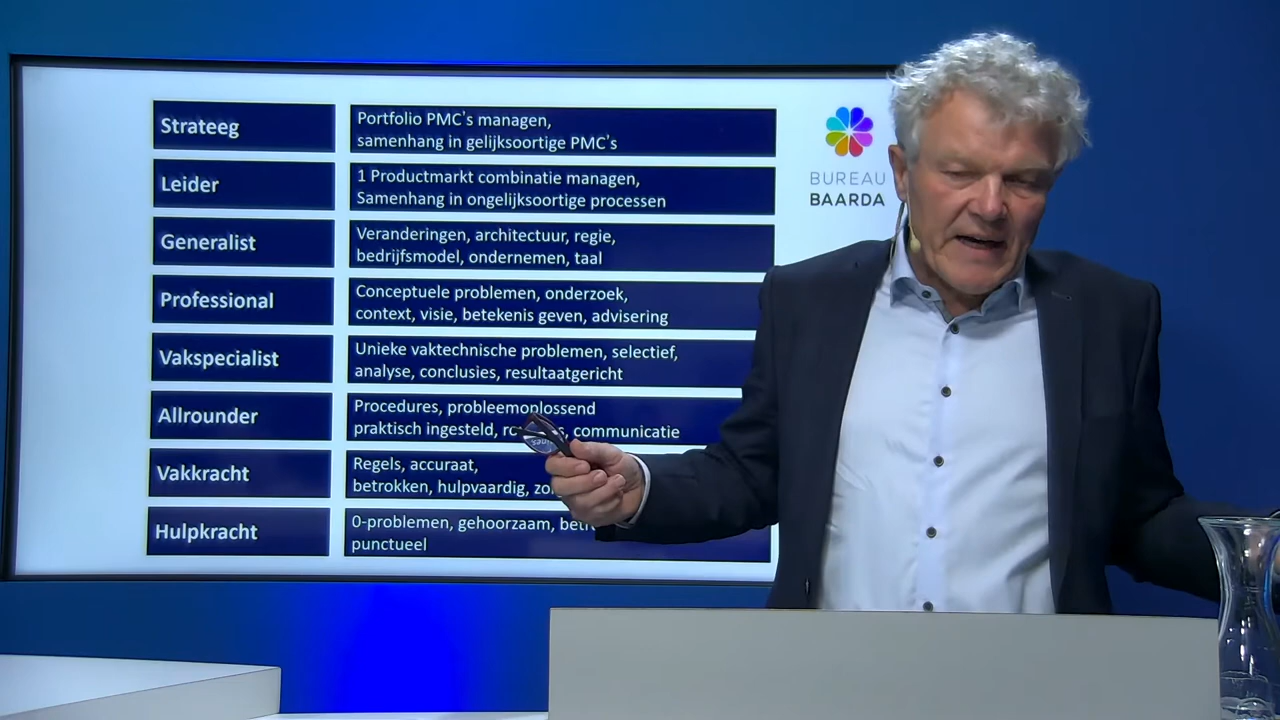 Strateeg
Portfolio PMC's managen,
samenhang in gelijksoortige PMC's
Leider
1 Productmarkt combinatie managen,
Samenhang in ongelijksoortige processen
Generalist
Veranderingen, architectuur, regie,
bedrijfsmodel, ondernemen, taal
Professional
Conceptuele problemen, onderzoek,
context, visie, betekenis geven, advisering
Vakspecialist
Unieke vaktechnische problemen, selectief,
analyse, conclusies, resultaatgericht
Allrounder
Procedures, probleemoplossend
praktisch ingesteld, communicatie
Vakkracht
Regels, accuraat,
betrokken, hulpvaardig,
Hulpkracht
0-problemen, gehoorzaam,
punctueel
BUREAU
BAARDA